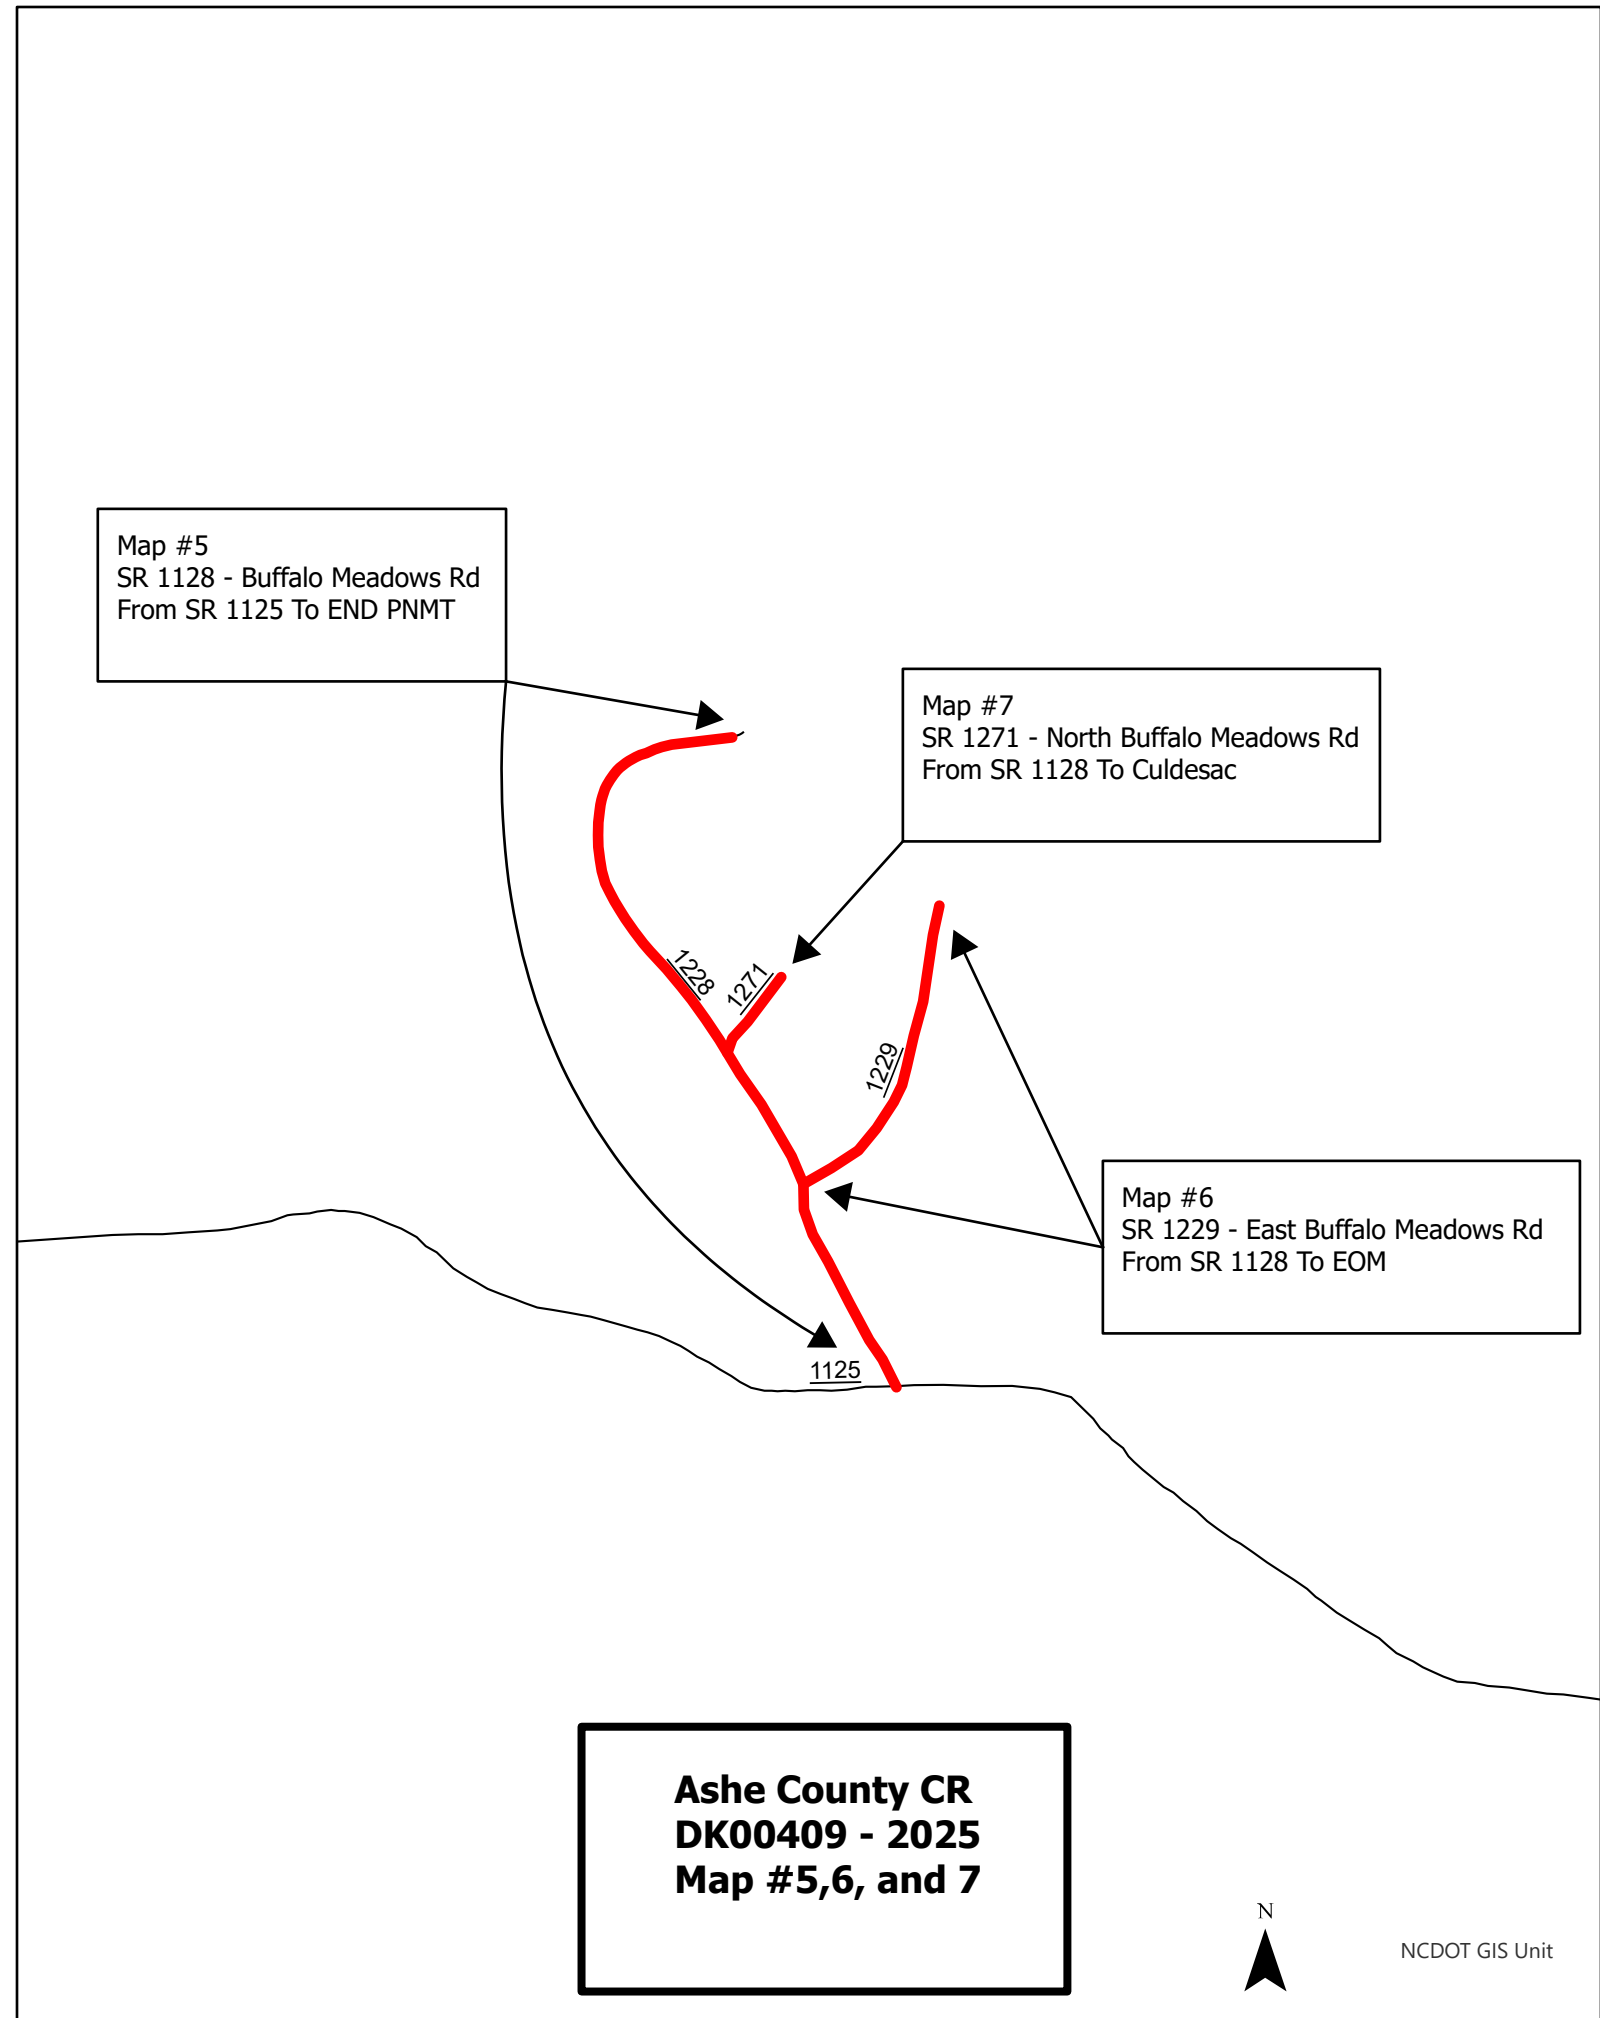 Map #5
SR 1128 - Buffalo Meadows Rd
From SR 1125 To END PNMT
Map #7
SR 1271 - North Buffalo Meadows Rd
From SR 1128 To Culdesac
1228
1271
1229
Map #6
SR 1229 - East Buffalo Meadows Rd
From SR 1128 To EOM
1125
Ashe County CR
DK00409 - 2025
Map #5,6, and 7
N
NCDOT GIS Unit